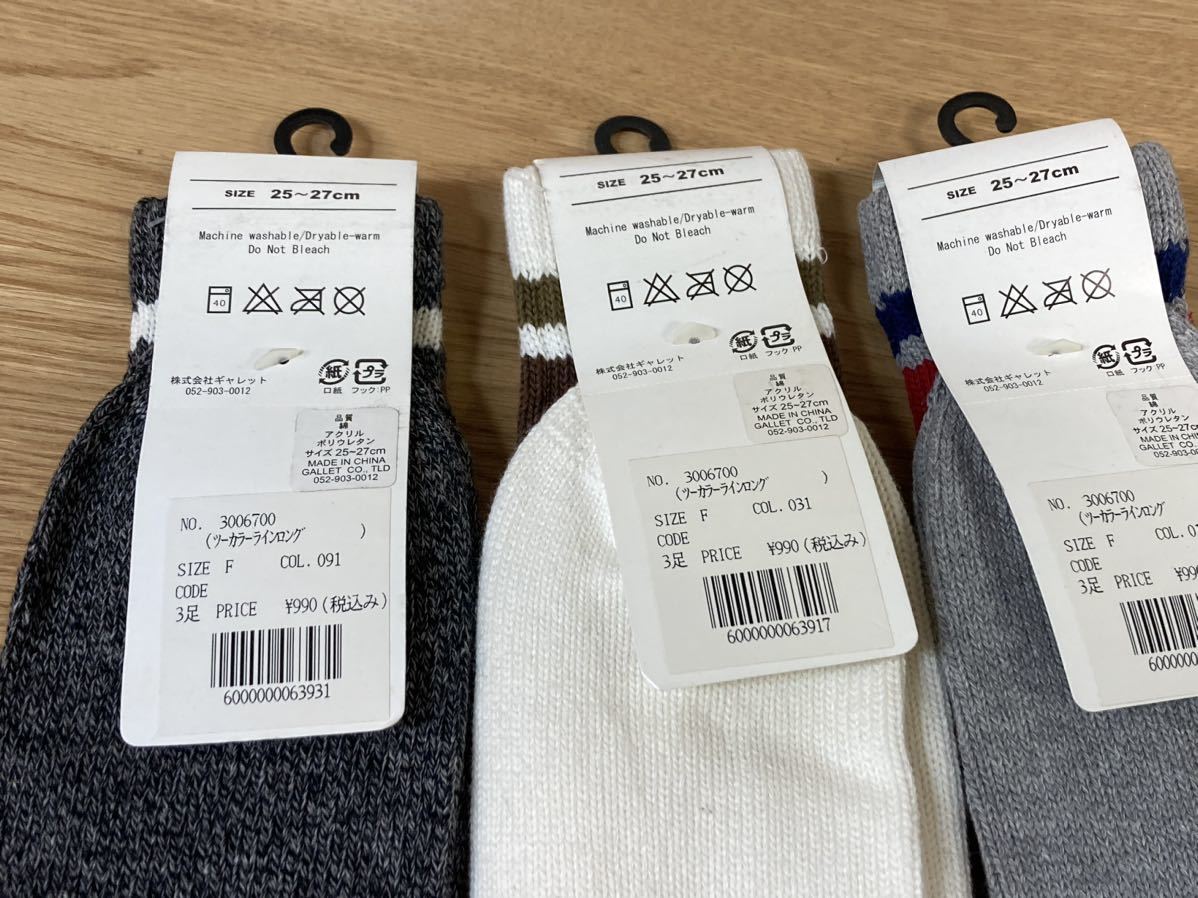 SIZE 25～27cm
Machine washable/Dryable-warm
Do Not Bleach
40
紙 プラ
口紙 フック:PP
株式会社ギャレット
052-903-0012
品質
綿
アクリル
ポリウレタン
サイズ 25~27cm
MADE IN CHINA
GALLET CO., TLD
052-903-0012
NO. 3006700
(ツーカラーラインロング )
SIZE F COL. 091
CODE
3足 PRICE ¥990(税込み)
6000000063931
SIZE 25～27cm
Machine washable/Dryable-warm
Do Not Bleach
40
紙 プラ
口紙 フック:PP
株式会社ギャレット
052-903-0012
品質
綿
アクリル
ポリウレタン
サイズ 25~27cm
MADE IN CHINA
GALLET CO., TLD
052-903-0012
NO. 3006700
(ツーカラーラインロング )
SIZE F COL. 031
CODE
3足 PRICE ¥990(税込み)
6000000063917
SIZE 25～27cm
Machine washable/Dryable-warm
Do Not Bleach
40
紙 プラ
口紙 フック:PP
株式会社ギャレット
052-903-0012
品質
綿
アクリル
ポリウレタン
サイズ 25~27c
MADE IN CHINA
GALLET CO., T
052-903-0
NO. 3006700
(ツーカラーラインロング
SIZE F COL.
CODE
3足 PRICE ¥990